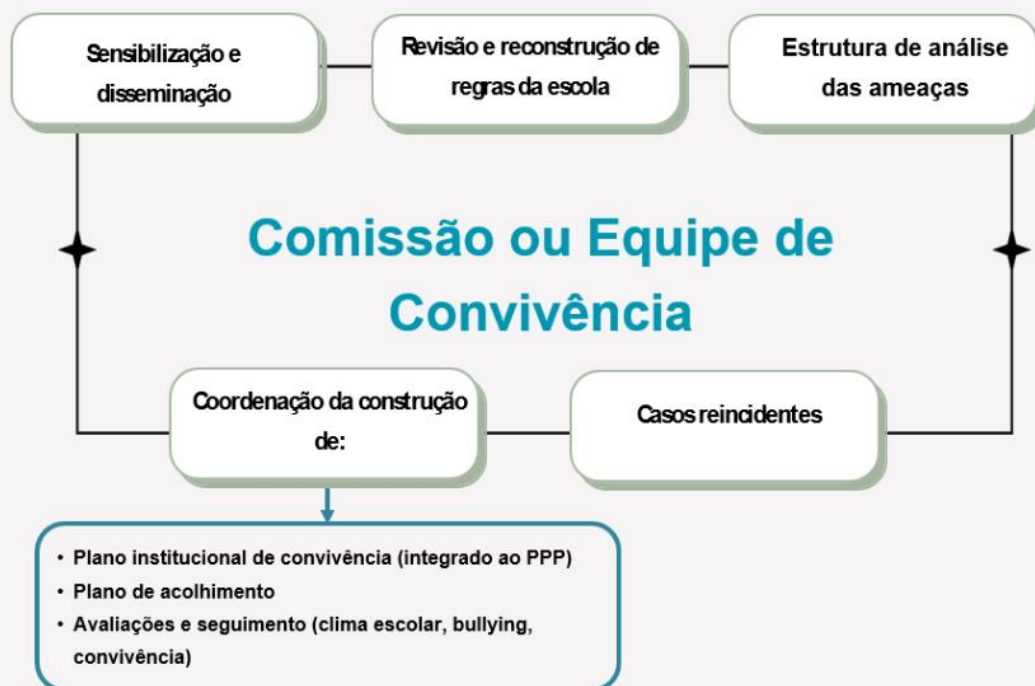 Sensibilização e
disseminação
Revisão e reconstrução de
regras da escola
Estrutura de análise
das ameaças
Comissão ou Equipe de
Convivência
Coordenação da construção
de:
Casos reincidentes
• Plano institucional de convivência (integrado ao PPP)
• Plano de acolhimento
• Avaliações e seguimento (clima escolar, bullying,
convivência)